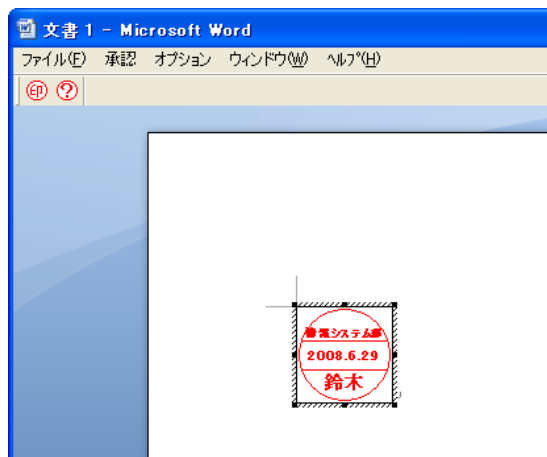 文書 1 - Microsoft Word
ファイル(F) 承認 オプション ウィンドウ(W) ヘルプ(H)
印 ?
システム部
2008.6.29
鈴木